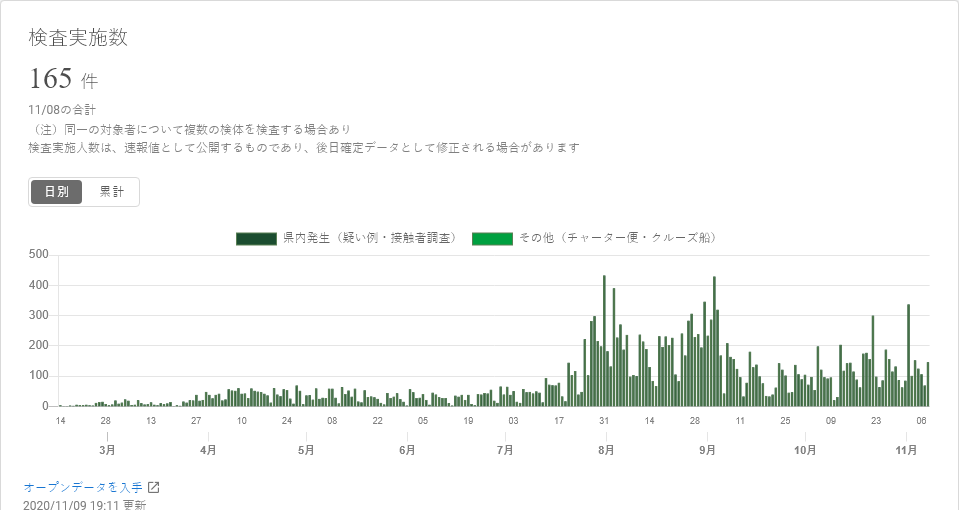 検査実施数
165 件
11/08の合計
（注）同一の対象者について複数の検体を検査する場合あり
検査実施人数は、速報値として公開するものであり、後日確定データとして修正される場合があります
日別 累計
県内発生（疑い例・接触者調査） その他（チャーター便・クルーズ船）
500
400
300
200
100
0
14 28 13 27 10 24 08 22 05 19 03 17 31 14 28 11 25 09 23 06
3月 4月 5月 6月 7月 8月 9月 10月 11月
オープンデータを入手
2020/11/09 19:11 更新